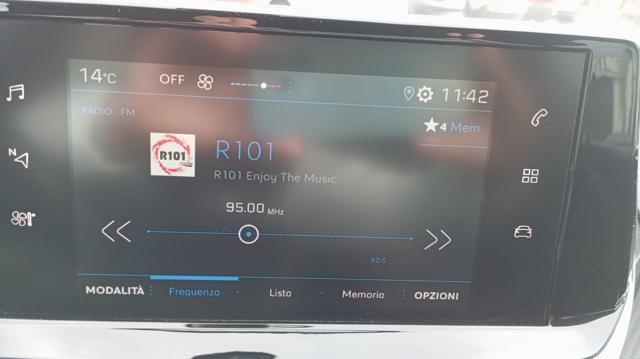 14°C OFF 11:42
RADIO . FM
4 Mem
R101
R101
R101 Enjoy The Music
95.00 MHz
N
RDS
MODALITÀ Frequenza Lista Memoria OPZIONI